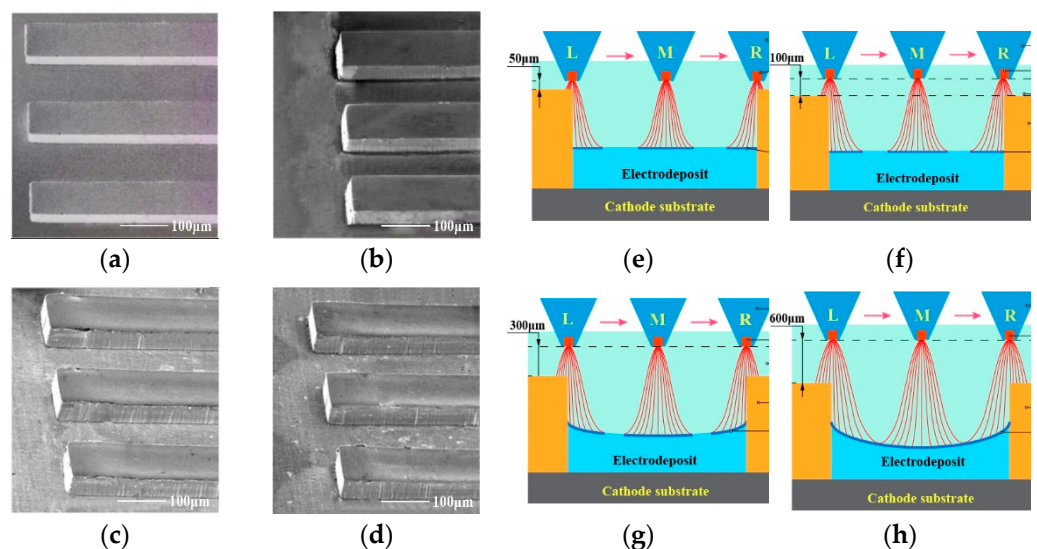 100μm
100μm
50μm
L
M
R
Electrodeposit
Cathode substrate
100μm
L
M
R
Electrodeposit
Cathode substrate
(a)
(b)
(e)
(f)
100μm
100μm
300μm
L
M
R
Electrodeposit
Cathode substrate
600μm
L
M
R
Electrodeposit
Cathode substrate
(c)
(d)
(g)
(h)